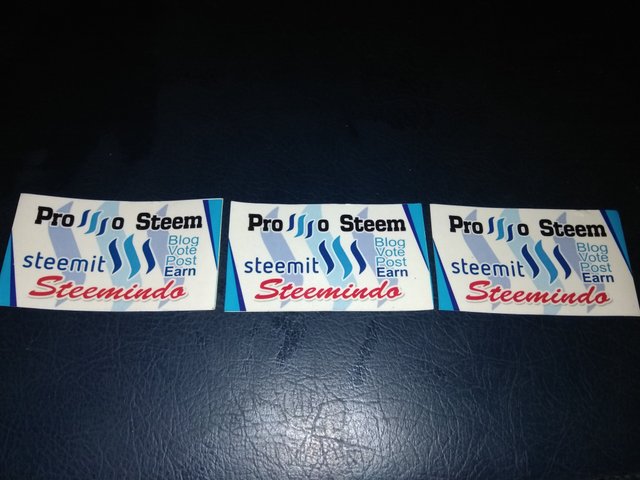 Pro o Steem
steemit
Blog
Vote
Post
Earn
Steemindo
Pro o Steem
steemit
Blog
Vote
Post
Earn
Steemindo
Pro o Steem
steemit
Blog
Vote
Post
Earn
Steemindo